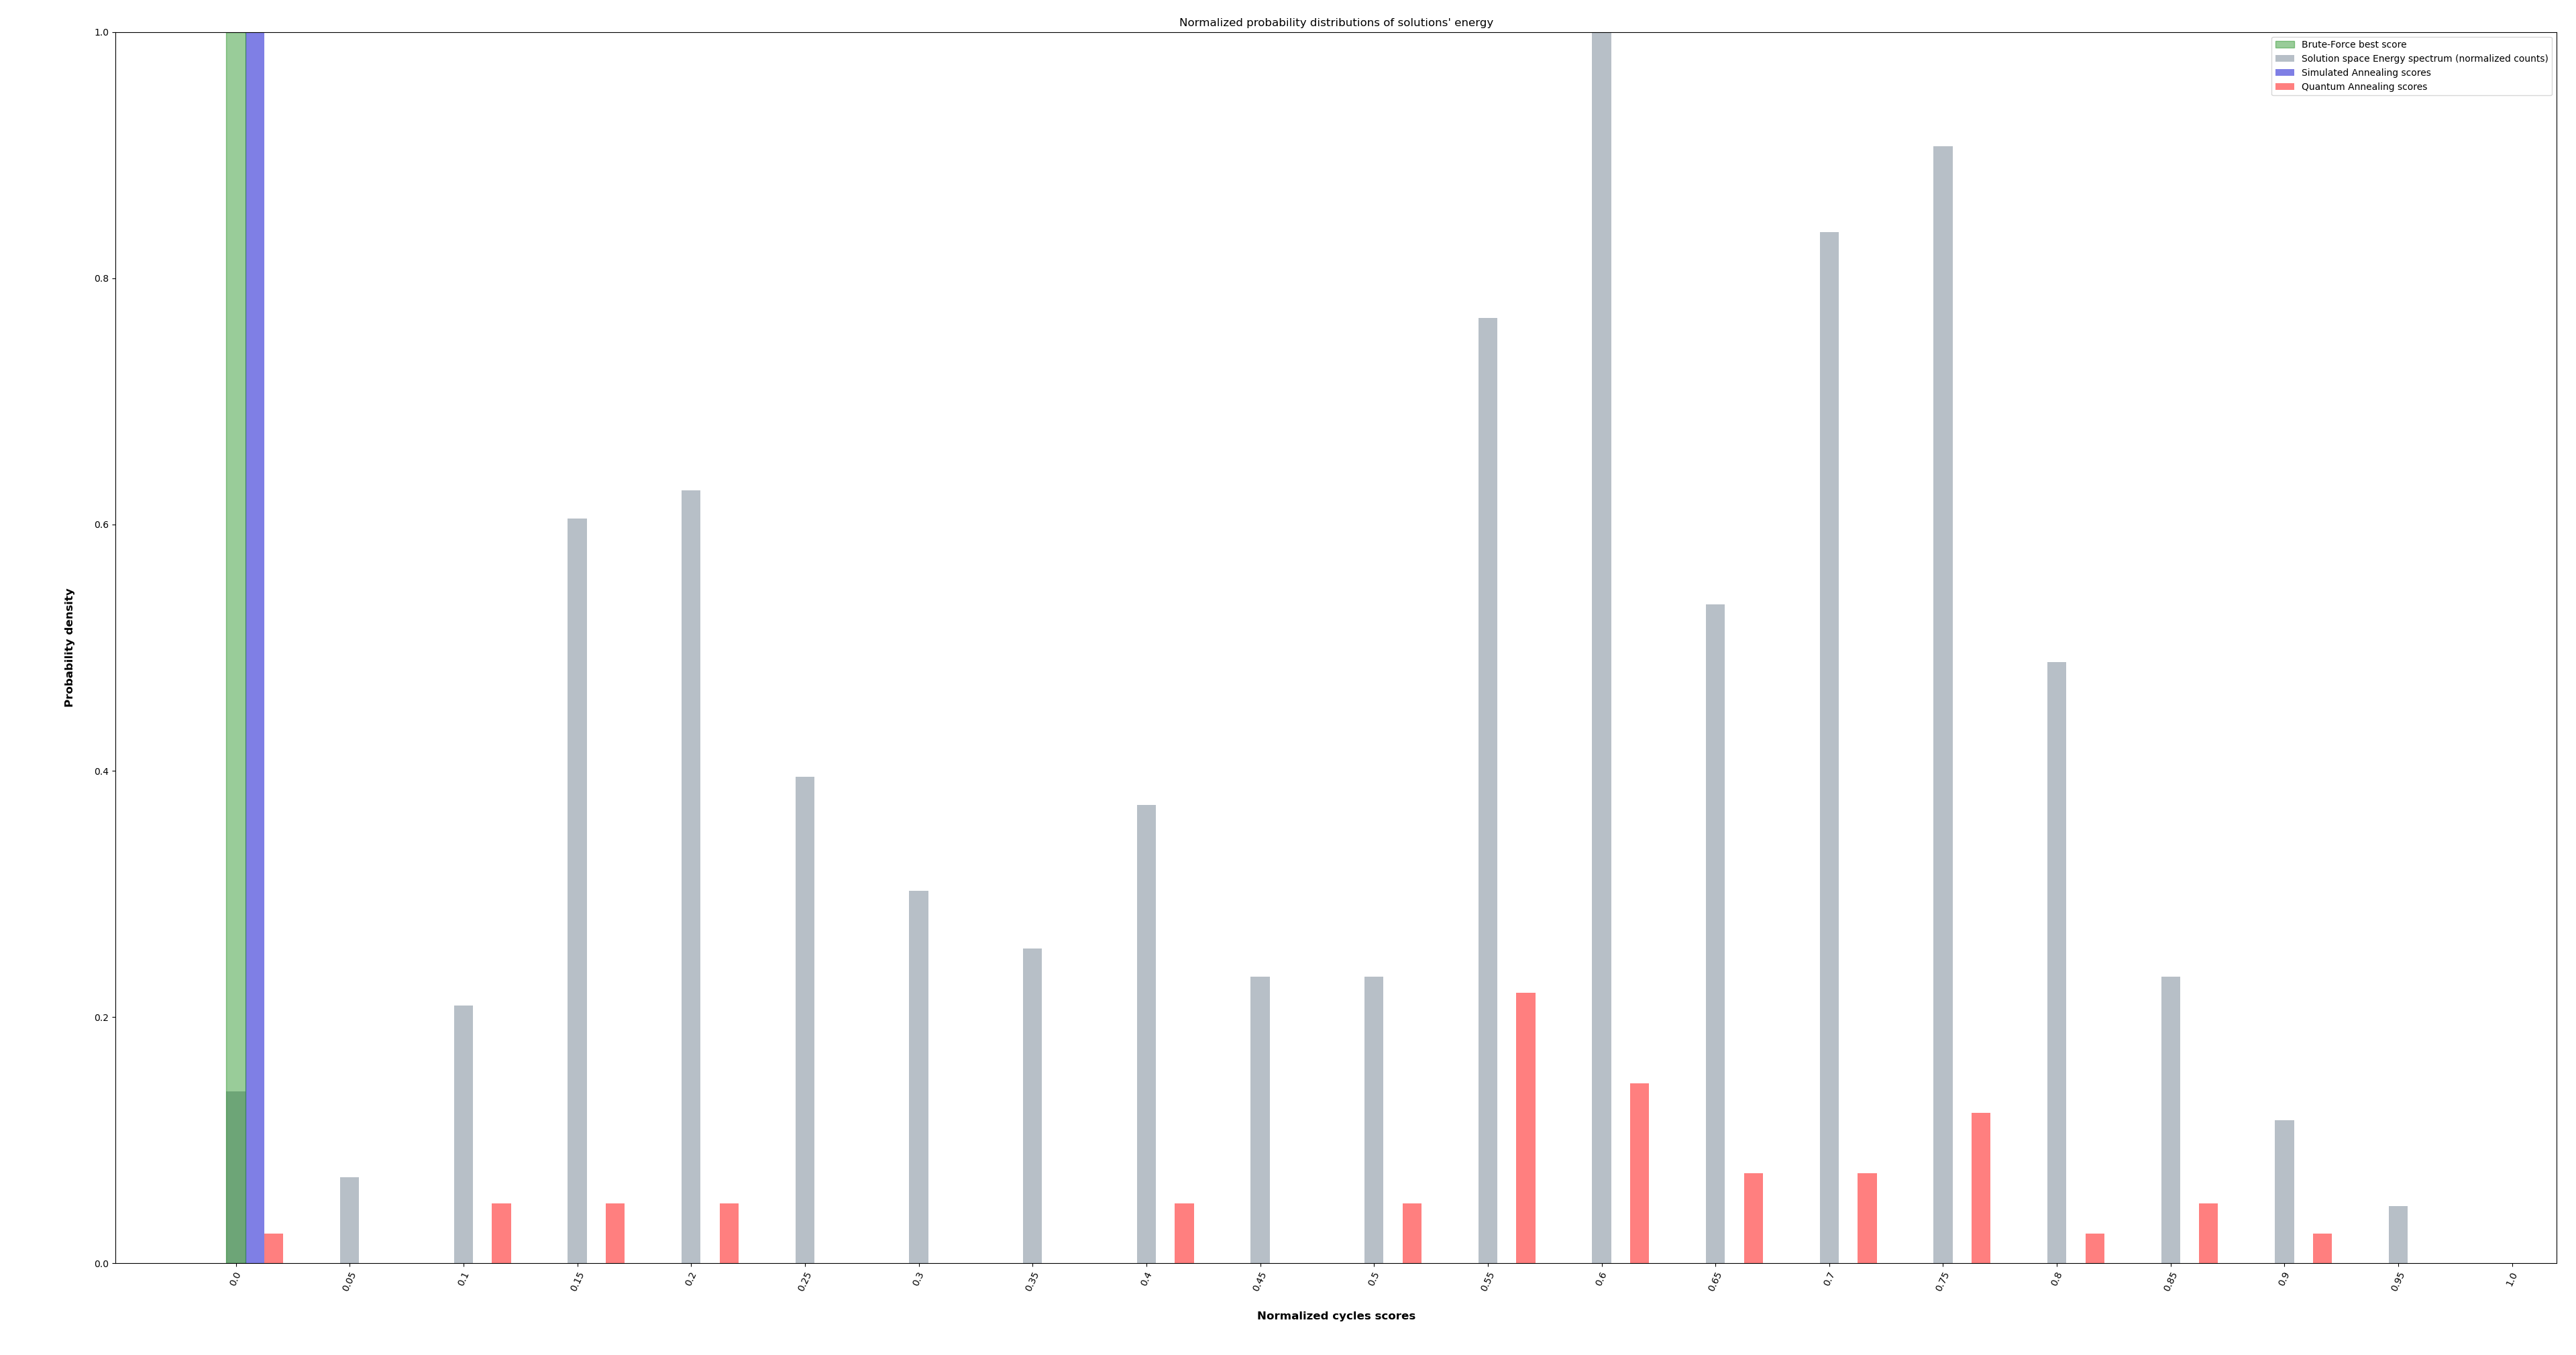 Normalized probability distributions of solutions' energy
Brute-Force best score
Solution space Energy spectrum (normalized counts)
Simulated Annealing scores
Quantum Annealing scores
Probability density
1.0
0.8
0.6
0.4
0.2
0.0
0.0 0.05 0.1 0.15 0.2 0.25 0.3 0.35 0.4 0.45 0.5 0.55 0.6 0.65 0.7 0.75 0.8 0.85 0.9 0.95 1.0
Normalized cycles scores